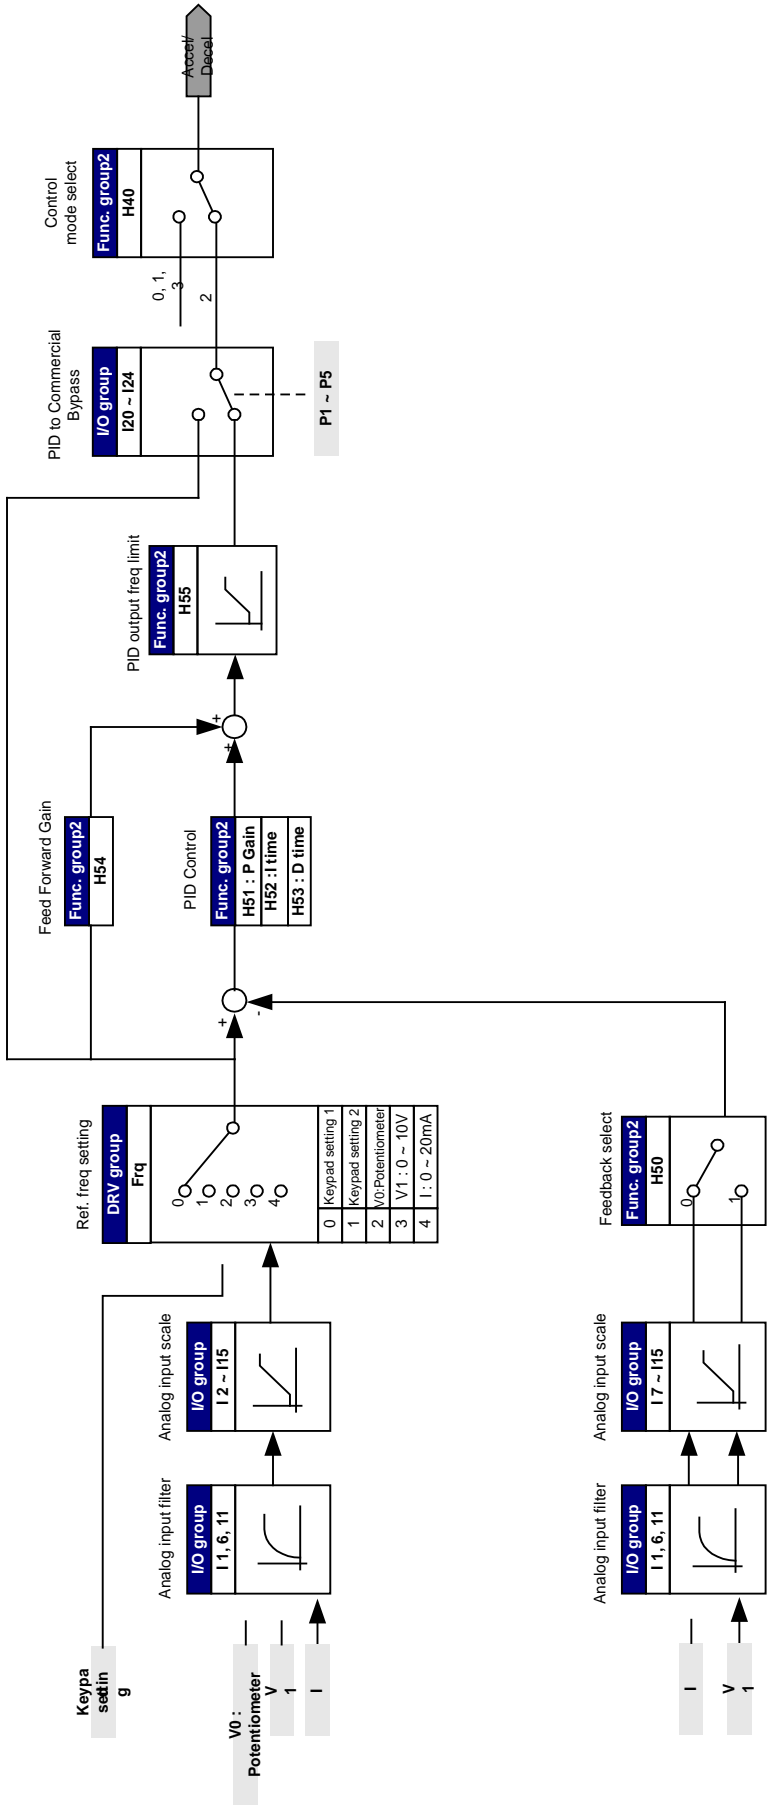 Keypa
settin
g
V0 :
Potentiometer
V
1
I
Analog input filter
I/O group
I 1, 6, 11
Analog input scale
I/O group
I 2 ~ I15
Ref. freq setting
DRV group
Frq
0
1
2
3
4
0 Keypad setting 1
1 Keypad setting 2
2 V0:Potentiometer
3 V1 : 0 ~ 10V
4 I : 0 ~ 20mA
I
V
1
Analog input filter
I/O group
I 1, 6, 11
Analog input scale
I/O group
I 7 ~ I15
Feedback select
Func. group2
H50
0
1
+
-
Feed Forward Gain
Func. group2
H54
PID Control
Func. group2
H51 : P Gain
H52 :I time
H53 : D time
+
+
PID output freq limit
Func. group2
H55
PID to Commercial
Bypass
I/O group
I20 ~ I24
P1 ~ P5
0, 1,
3
2
Control
mode select
Func. group2
H40
Accel/
Decel